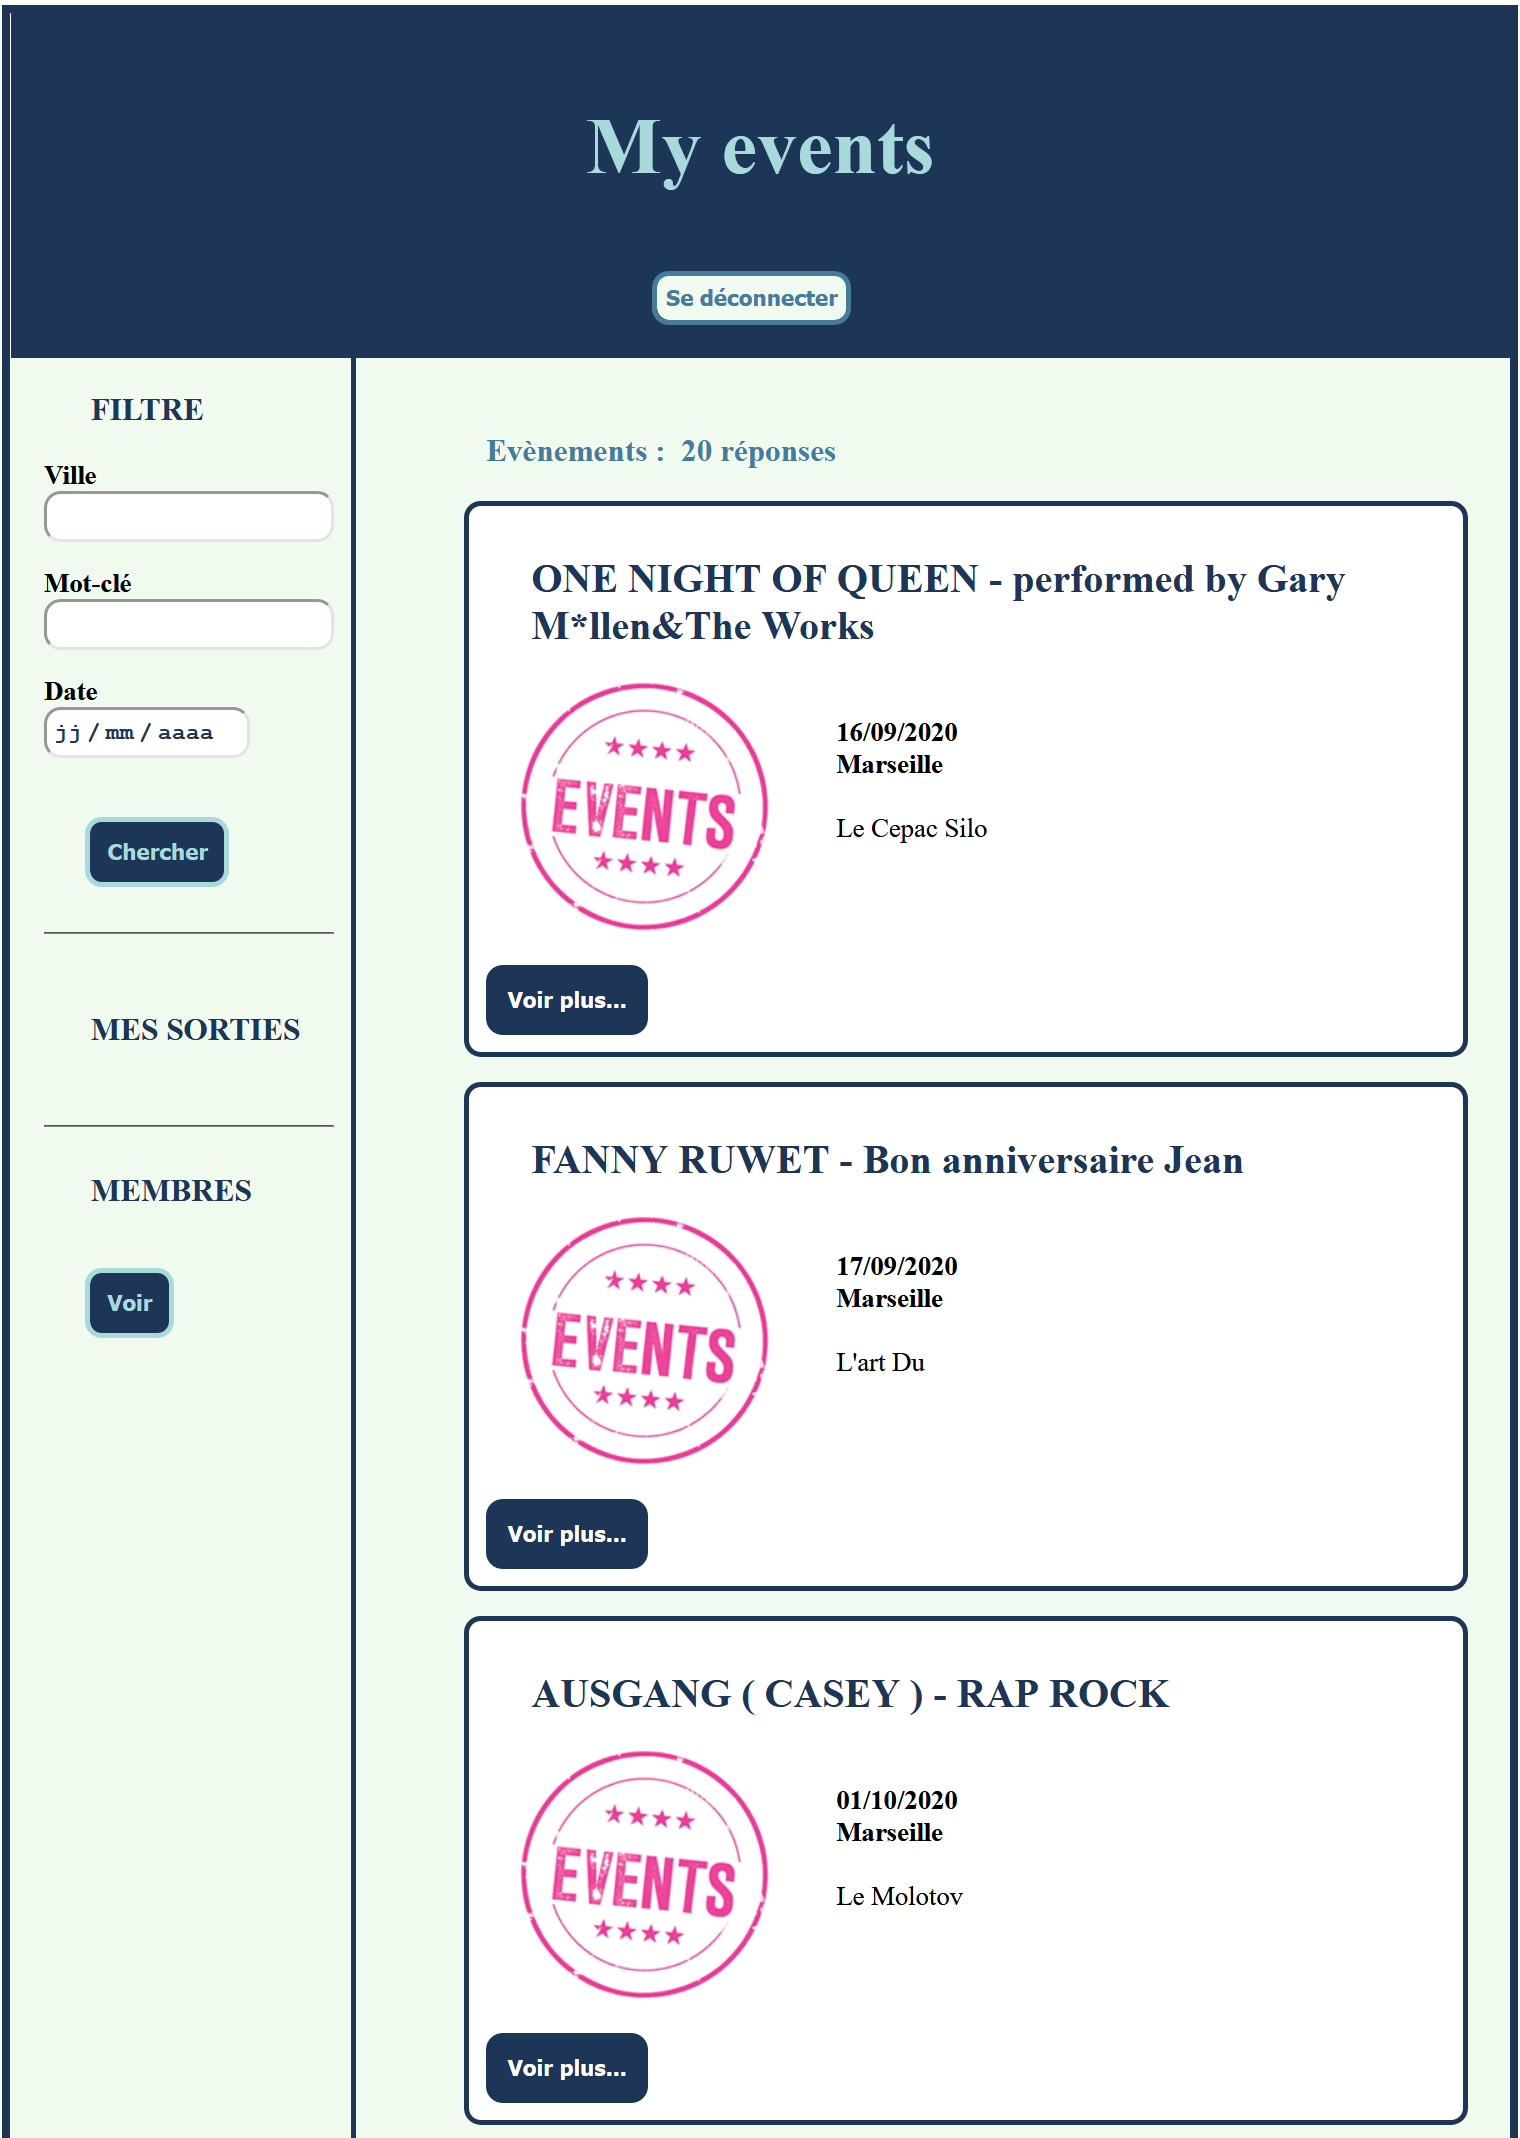 My events
Se déconnecter
FILTRE
Ville
Mot-clé
Date
jj/mm/aaaa
Chercher
MES SORTIES
MEMBRES
Voir
Evènements : 20 réponses
ONE NIGHT OF QUEEN - performed by Gary
M*llen&The Works
EVENTS
16/09/2020
Marseille
Le Cepac Silo
Voir plus...
FANNY RUWET - Bon anniversaire Jean
EVENTS
17/09/2020
Marseille
L'art Du
Voir plus...
AUSGANG ( CASEY ) - RAP ROCK
EVENTS
01/10/2020
Marseille
Le Molotov
Voir plus...